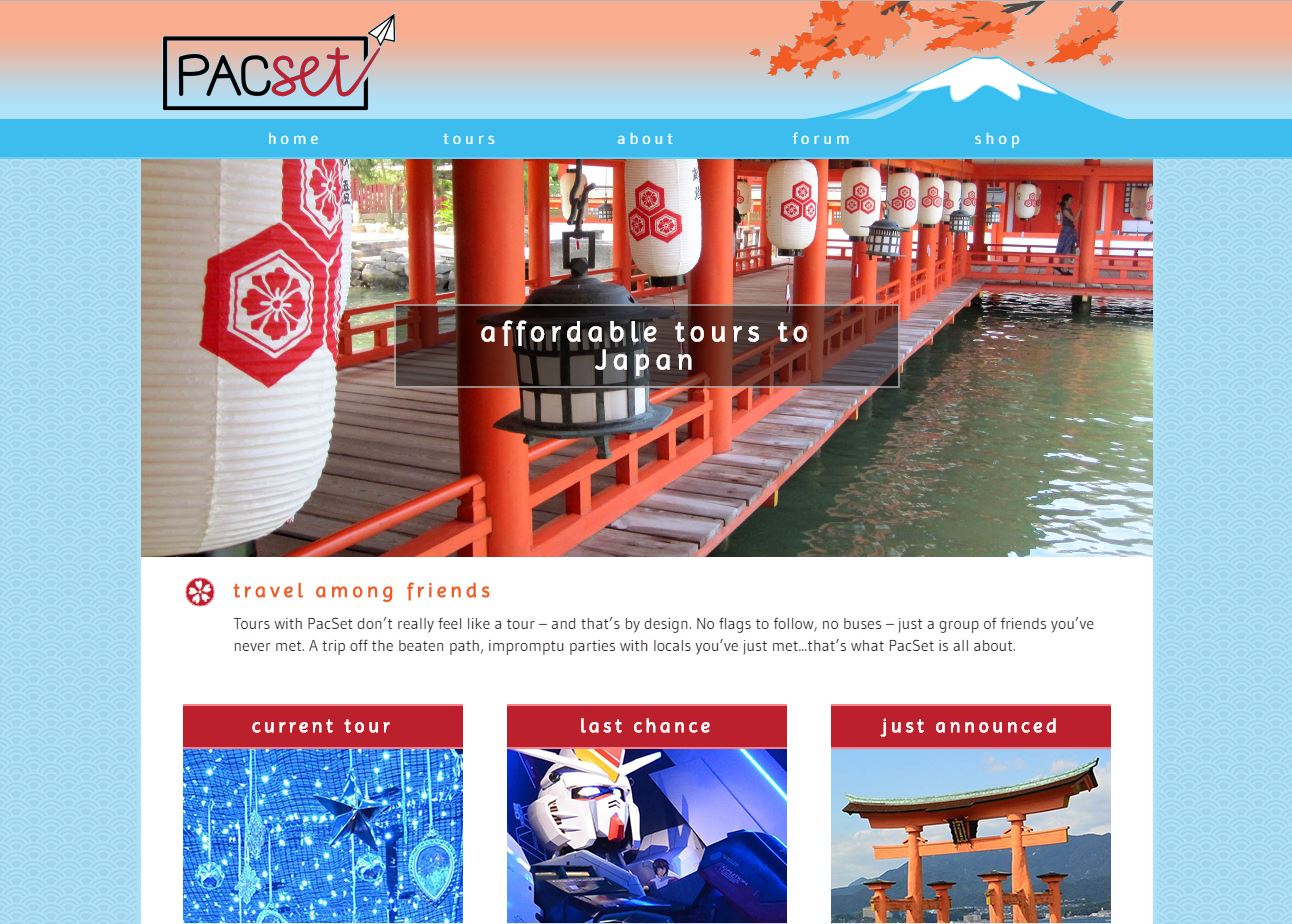 PACset
home tours about forum shop
affordable tours to
Japan
travel among friends
Tours with PacSet don’t really feel like a tour – and that’s by design. No flags to follow, no buses – just a group of friends you’ve
never met. A trip off the beaten path, impromptu parties with locals you’ve just met...that’s what PacSet is all about.
current tour last chance just announced